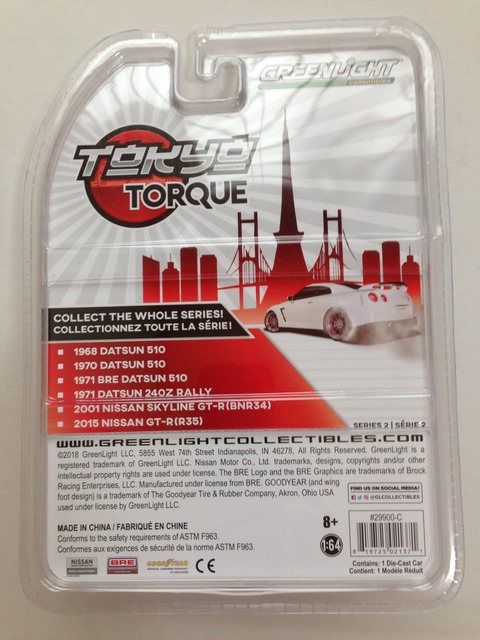 GREENLIGHT
collectibles
TOKYO
TORQUE
COLLECT THE WHOLE SERIES!
COLLECTIONNEZ TOUTE LA SÉRIE!
1968 DATSUN 510
1970 DATSUN 510
1971 BRE DATSUN 510
1971 DATSUN 240Z RALLY
2001 NISSAN SKYLINE GT-R(BNR34)
2015 NISSAN GT-R(R35)
SERIES 2 | SÉRIE 2
WWW.GREENLIGHTCOLLECTIBLES.COM
©2018 GreenLight LLC, 5855 West 74th Street Indianapolis, IN 46278, All Rights Reserved. GreenLight is a
registered trademark of GreenLight LLC. Nissan Motor Co., Ltd. trademarks, designs, copyrights and/or other
intellectual property rights are used under license. The BRE Logo and the BRE Graphics are trademarks of Brock
Racing Enterprises, LLC. Manufactured under license from BRE. GOODYEAR (and wing
foot design) is a trademark of The Goodyear Tire & Rubber Company, Akron, Ohio USA
used under license by GreenLight LLC.
FIND US ON SOCIAL MEDIA!
@GLCOLLECTIBLES
MADE IN CHINA / FABRIQUÉ EN CHINE
Conforms to the safety requirements of ASTM F963.
Conforme aux exigences de sécurité de la norme ASTM F963.
8+
1:64
#29900-C
8 19725 02137 1
Contains: 1 Die-Cast Car
Contient: 1 Modèle Réduit
NISSAN
BRE
GOODYEAR
CE